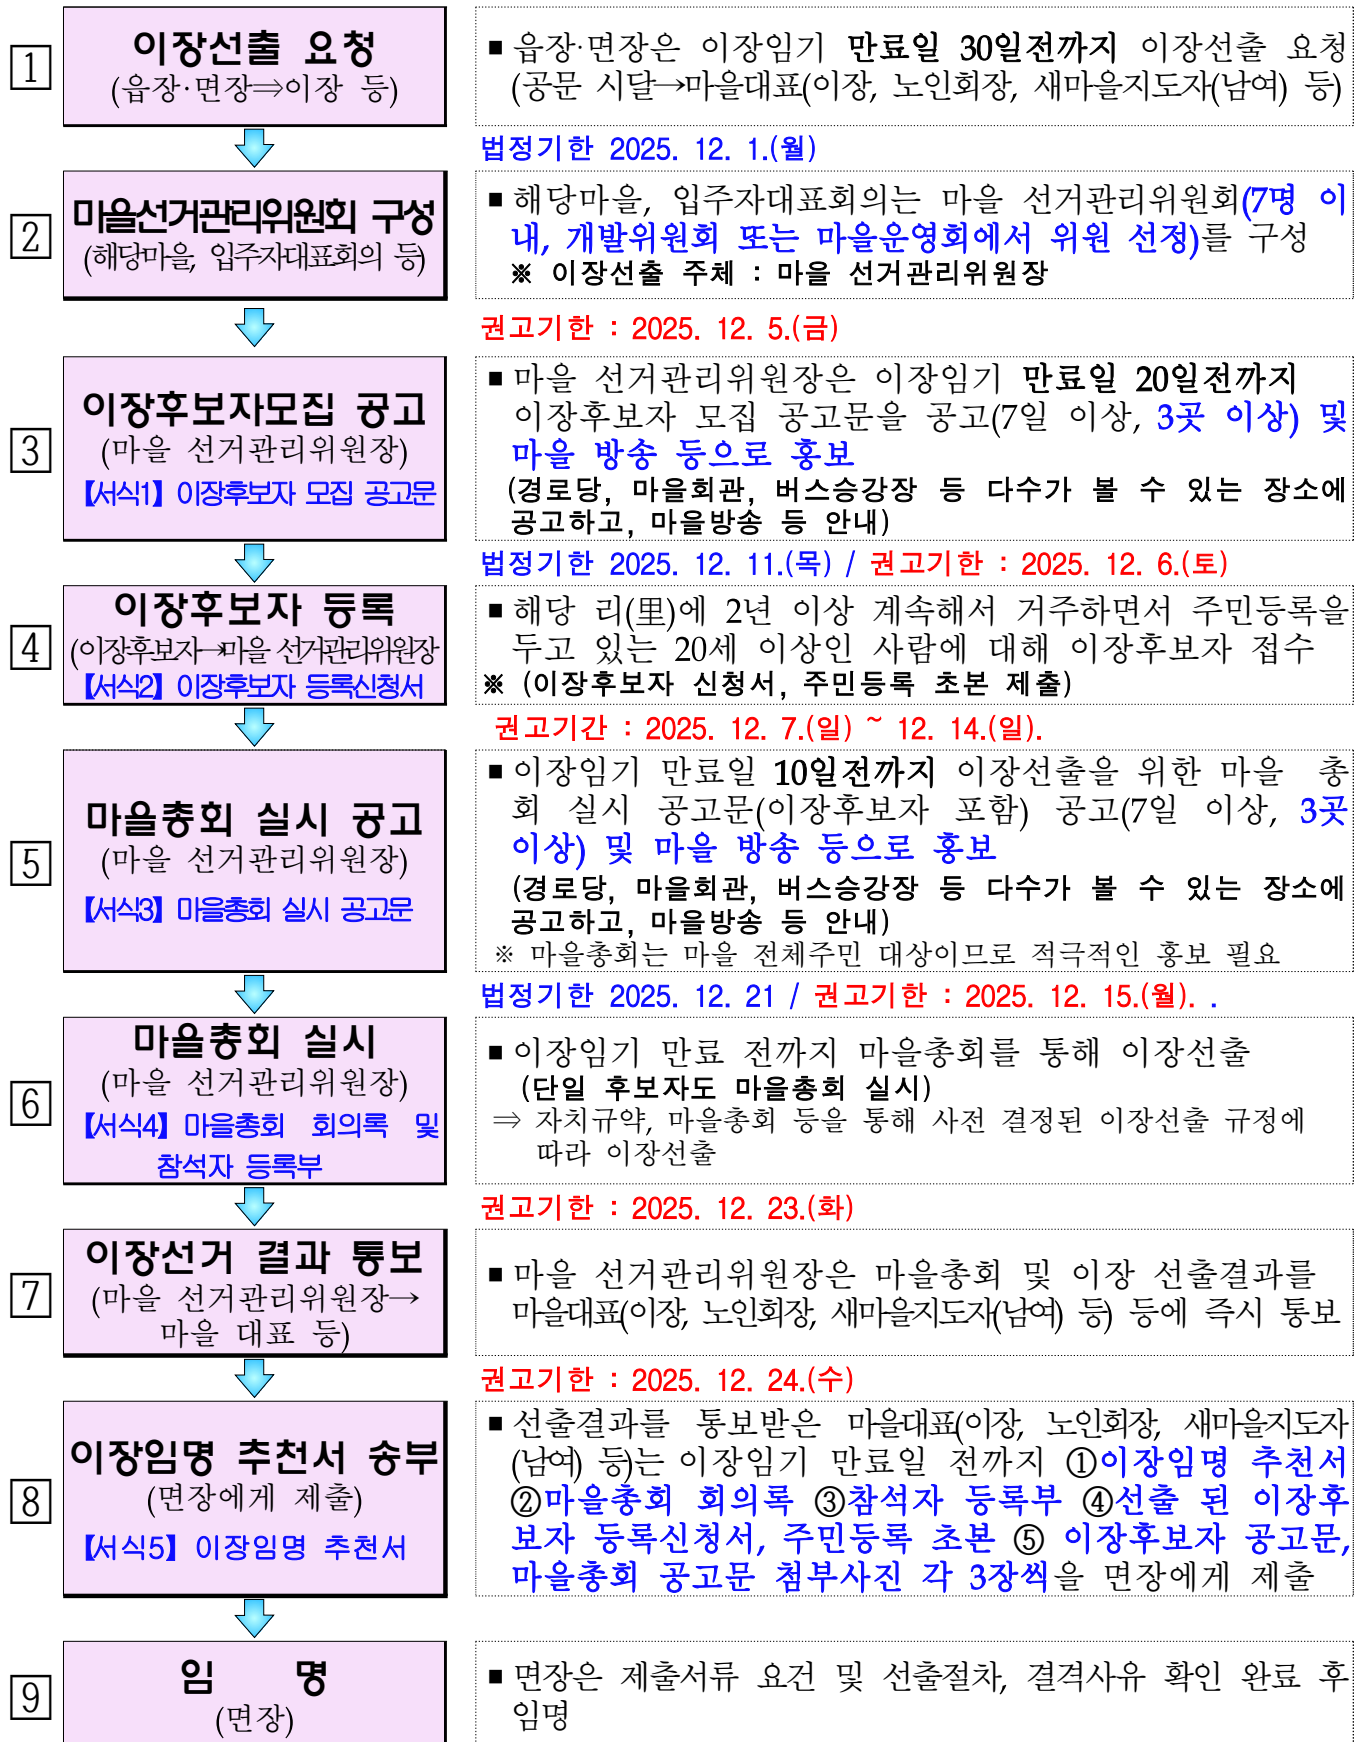 1
이장선출 요청
(읍장·면장⇒이장 등)
■ 읍장·면장은 이장임기 만료일 30일전까지 이장선출 요청
(공문 시달→마을대표(이장, 노인회장, 새마을지도자(남여) 등)
법정기한 2025. 12. 1.(월)
2
마을선거관리위원회 구성
(해당마을, 입주자대표회의 등)
■ 해당마을, 입주자대표회의는 마을 선거관리위원회(7명 이
내, 개발위원회 또는 마을운영회에서 위원 선정)를 구성
※ 이장선출 주체 : 마을 선거관리위원장
권고기한 : 2025. 12. 5.(금)
3
이장후보자모집 공고
(마을 선거관리위원장)
【서식1】 이장후보자 모집 공고문
■ 마을 선거관리위원장은 이장임기 만료일 20일전까지
이장후보자 모집 공고문을 공고(7일 이상, 3곳 이상) 및
마을 방송 등으로 홍보
(경로당, 마을회관, 버스승강장 등 다수가 볼 수 있는 장소에
공고하고, 마을방송 등 안내)
법정기한 2025. 12. 11.(목) / 권고기한 : 2025. 12. 6.(토)
4
이장후보자 등록
(이장후보자→마을 선거관리위원장
【서식2】 이장후보자 등록신청서
■ 해당 리(里)에 2년 이상 계속해서 거주하면서 주민등록을
두고 있는 20세 이상인 사람에 대해 이장후보자 접수
※ (이장후보자 신청서, 주민등록 초본 제출)
권고기간 : 2025. 12. 7.(일) ~ 12. 14.(일).
5
마을총회 실시 공고
(마을 선거관리위원장)
【서식3】 마을총회 실시 공고문
■ 이장임기 만료일 10일전까지 이장선출을 위한 마을 총
회 실시 공고문(이장후보자 포함) 공고(7일 이상, 3곳
이상) 및 마을 방송 등으로 홍보
(경로당, 마을회관, 버스승강장 등 다수가 볼 수 있는 장소에
공고하고, 마을방송 등 안내)
※ 마을총회는 마을 전체주민 대상이므로 적극적인 홍보 필요
법정기한 2025. 12. 21 / 권고기한 : 2025. 12. 15.(월). .
6
마을총회 실시
(마을 선거관리위원장)
【서식4】 마을총회 회의록 및
참석자 등록부
■ 이장임기 만료 전까지 마을총회를 통해 이장선출
(단일 후보자도 마을총회 실시)
⇒ 자치규약, 마을총회 등을 통해 사전 결정된 이장선출 규정에
따라 이장선출
권고기한 : 2025. 12. 23.(화)
7
이장선거 결과 통보
(마을 선거관리위원장→
마을 대표 등)
■ 마을 선거관리위원장은 마을총회 및 이장 선출결과를
마을대표(이장, 노인회장, 새마을지도자(남여) 등) 등에 즉시 통보
권고기한 : 2025. 12. 24.(수)
8
이장임명 추천서 송부
(면장에게 제출)
【서식5】 이장임명 추천서
■ 선출결과를 통보받은 마을대표(이장, 노인회장, 새마을지도자
(남여) 등)는 이장임기 만료일 전까지 ①이장임명 추천서
②마을총회 회의록 ③참석자 등록부 ④선출 된 이장후
보자 등록신청서, 주민등록 초본 ⑤ 이장후보자 공고문,
마을총회 공고문 첨부사진 각 3장씩을 면장에게 제출
9
임 명
(면장)
■ 면장은 제출서류 요건 및 선출절차, 결격사유 확인 완료 후
임명